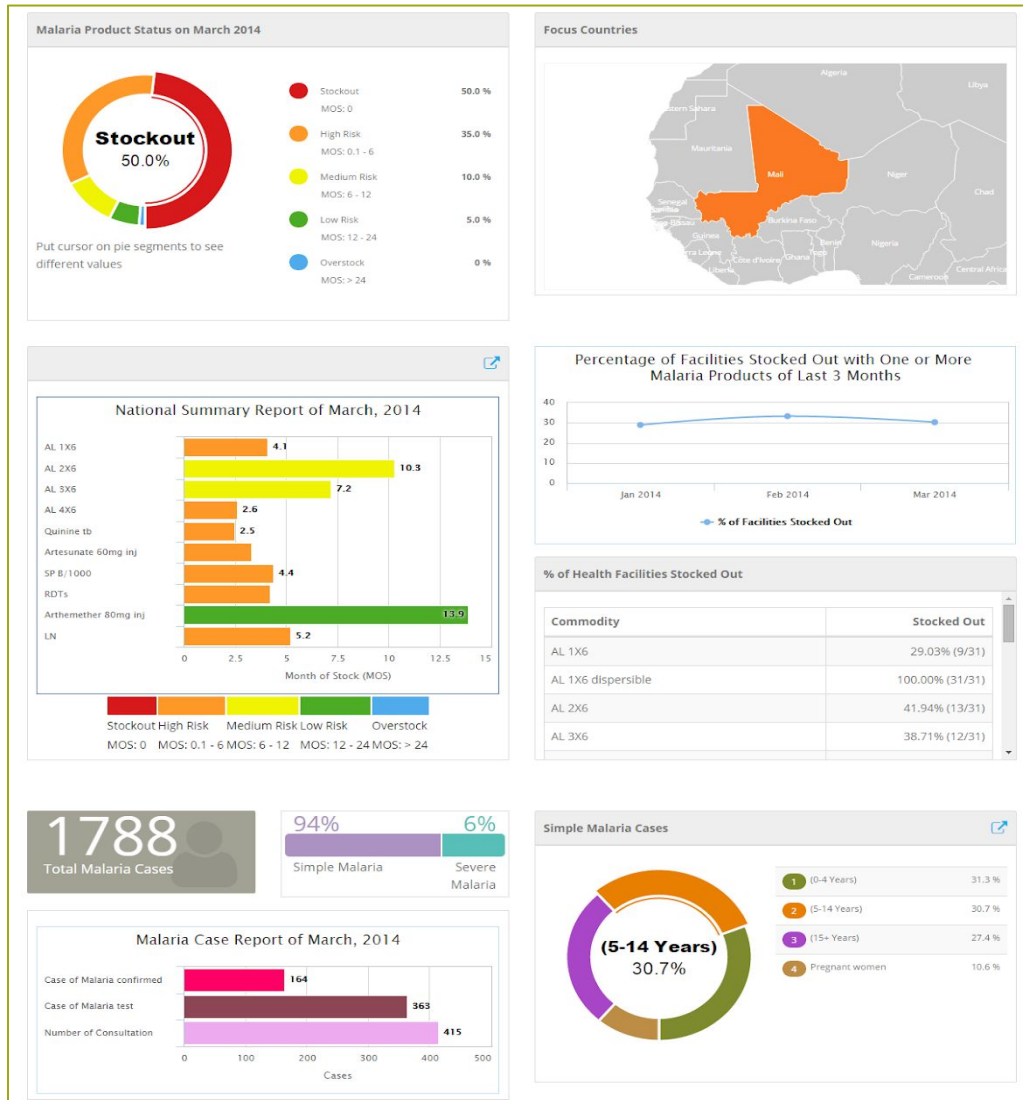 Malaria Product Status on March 2014
Stockout
50.0%
Put cursor on pie segments to see
different values
Stockout 50.0 %
MOS: 0
High Risk 35.0 %
MOS: 0.1 - 6
Medium Risk 10.0 %
MOS: 6 - 12
Low Risk 5.0 %
MOS: 12 - 24
Overstock 0 %
MOS: > 24
Focus Countries
Algeria
Libya
Sahara
Mauritania
Mali
Niger
Chad
Senegal
Burkina Faso
Guinea
Benin
Nigeria
Leone
Côte d'Ivoire
Ghana
Togo
Liberia
Cameroon
Central Africa
National Summary Report of March, 2014
AL 1X6 4.1
AL 2X6 10.3
AL 3X6 7.2
AL 4X6 2.6
Quinine tb 2.5
Artesunate 60mg inj
SP B/1000 4.4
RDTs
Arthemether 80mg inj 13.9
LN 5.2
0 2.5 5 7.5 10 12.5 15
Month of Stock (MOS)
Stockout High Risk Medium Risk Low Risk Overstock
MOS: 0 MOS: 0.1 - 6 MOS: 6 - 12 MOS: 12 - 24 MOS: > 24
Percentage of Facilities Stocked Out with One or More
Malaria Products of Last 3 Months
40
30
20
10
0
Jan 2014 Feb 2014 Mar 2014
% of Facilities Stocked Out
% of Health Facilities Stocked Out
Commodity Stocked Out
AL 1X6 29.03% (9/31)
AL 1X6 dispersible 100.00% (31/31)
AL 2X6 41.94% (13/31)
AL 3X6 38.71% (12/31)
1788
Total Malaria Cases
94% 6%
Simple Malaria Severe
Malaria
Malaria Case Report of March, 2014
Case of Malaria confirmed 164
Case of Malaria test 363
Number of Consultation 415
0 100 200 300 400 500
Cases
Simple Malaria Cases
(5-14 Years)
30.7%
1 (0-4 Years) 31.3 %
2 (5-14 Years) 30.7 %
3 (15+ Years) 27.4 %
4 Pregnant women 10.6 %